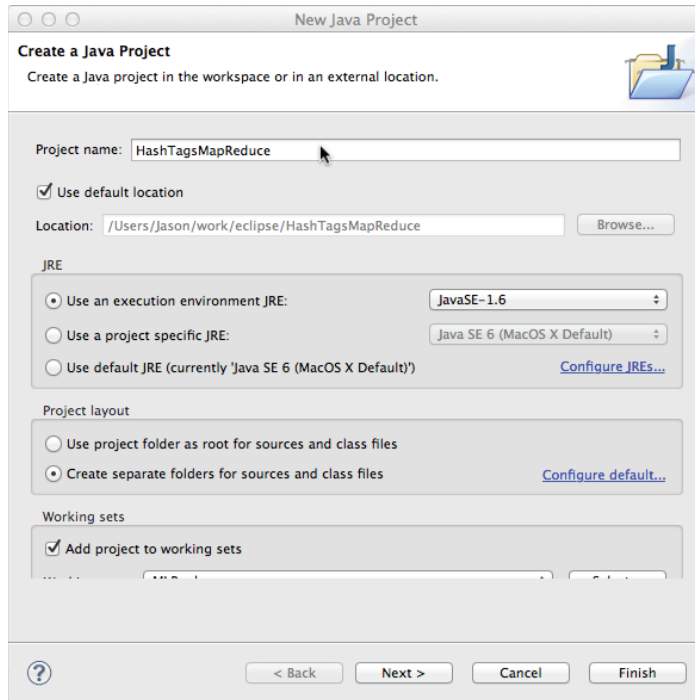 New Java Project
Create a Java Project
Create a Java project in the workspace or in an external location.
Project name: HashTagsMapReduce
Use default location
Location: /Users/Jason/work/eclipse/HashTagsMapReduce Browse...
JRE
Use an execution environment JRE: JavaSE-1.6
Use a project specific JRE: Java SE 6 (MacOS X Default)
Use default JRE (currently 'Java SE 6 (MacOS X Default)') Configure JREs...
Project layout
Use project folder as root for sources and class files
Create separate folders for sources and class files Configure default...
Working sets
Add project to working sets
? < Back Next > Cancel Finish